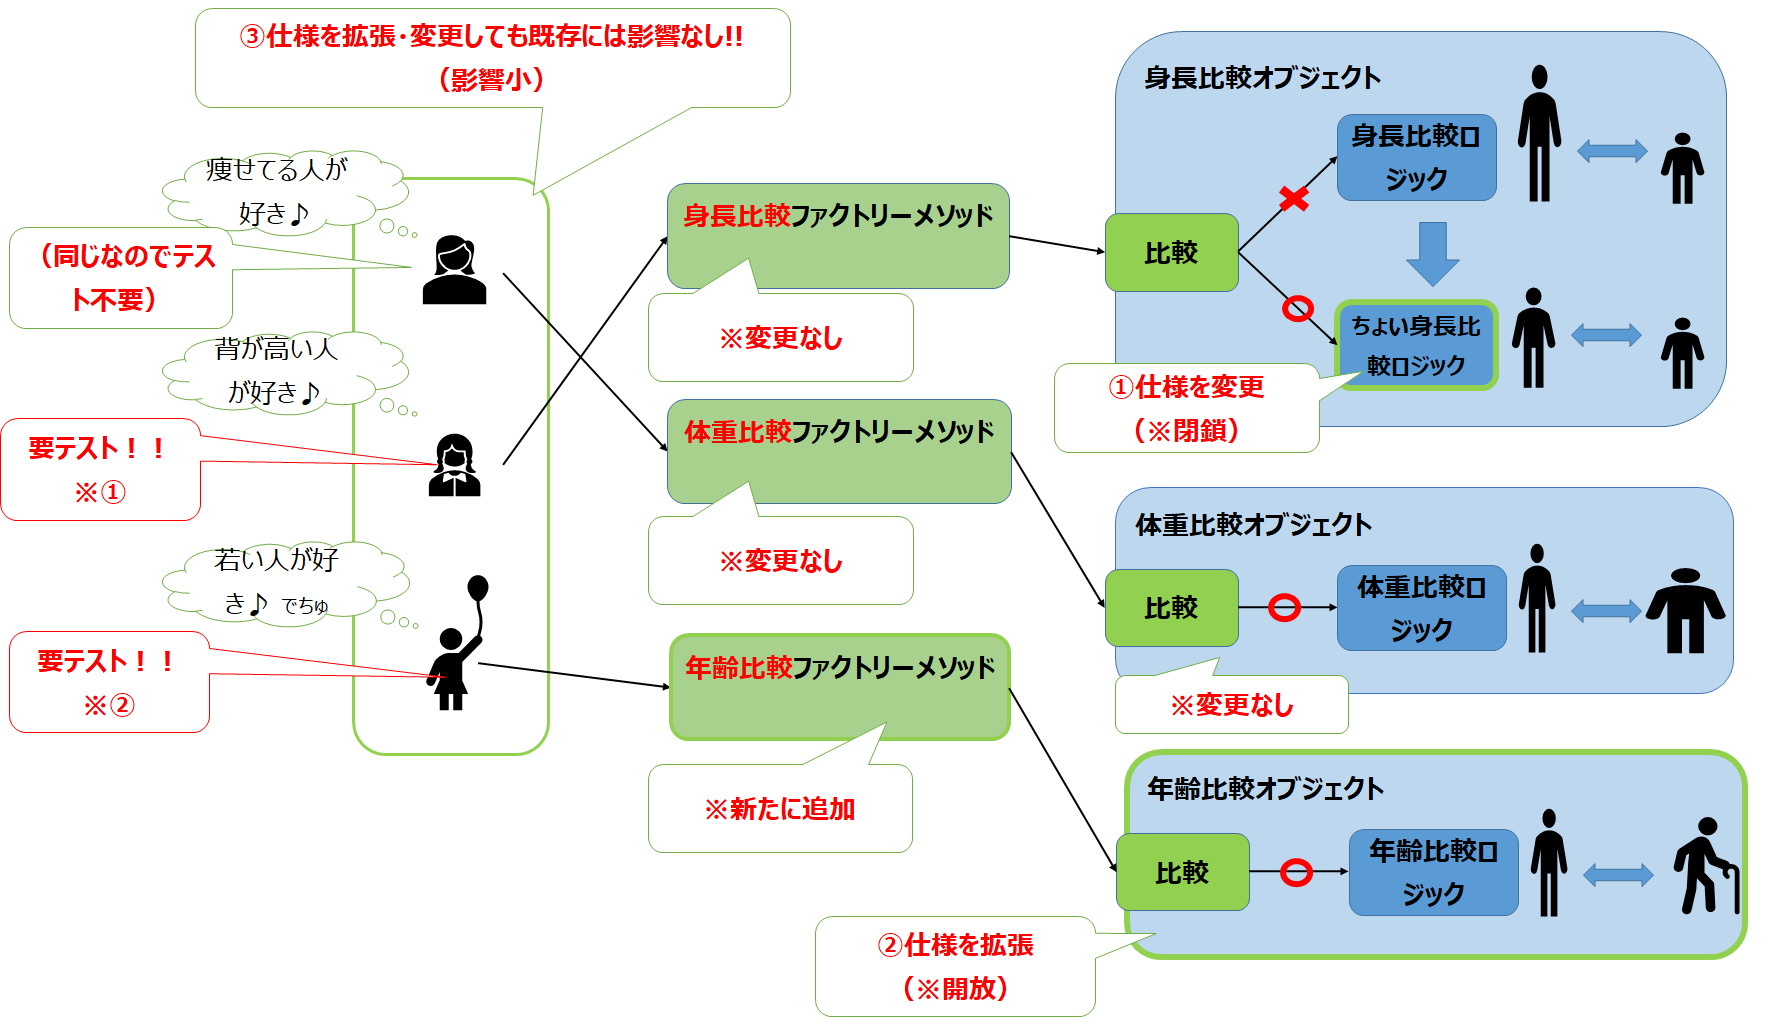 ③仕様を拡張・変更しても既存には影響なし!!
（影響小）
痩せてる人が
好き♪
（同じなのでテス
ト不要）
背が高い人
が好き♪
要テスト！！
※①
若い人が好
き♪ でちゅ
要テスト！！
※②
身長比較ファクトリーメソッド
※変更なし
体重比較ファクトリーメソッド
※変更なし
年齢比較ファクトリーメソッド
※新たに追加
身長比較オブジェクト
身長比較ロ
ジック
比較
ちょい身長比
較ロジック
①仕様を変更
（※閉鎖）
体重比較オブジェクト
比較
体重比較ロ
ジック
※変更なし
年齢比較オブジェクト
比較
年齢比較ロ
ジック
②仕様を拡張
（※開放）